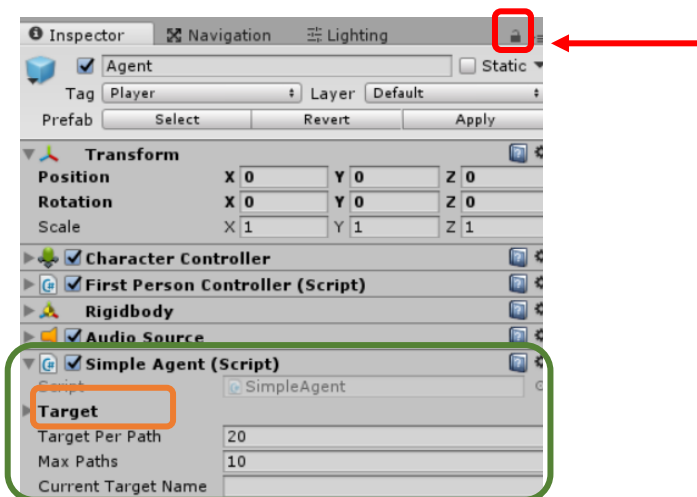 Inspector Navigation Lighting
Agent Static
Tag Player Layer Default
Prefab Select Revert Apply
Transform
Position X 0 Y 0 Z 0
Rotation X 0 Y 0 Z 0
Scale X 1 Y 1 Z 1
Character Controller
First Person Controller (Script)
Rigidbody
Audio Source
Simple Agent (Script)
Script SimpleAgent
Target
Target Per Path 20
Max Paths 10
Current Target Name